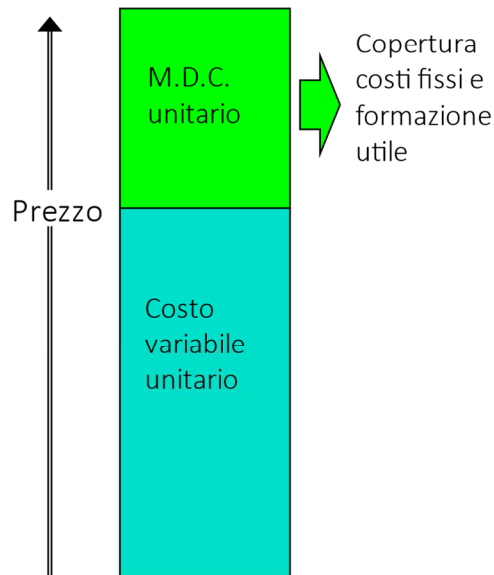 M.D.C.
unitario
Copertura
costi fissi e
formazione
utile
Prezzo
Costo
variabile
unitario